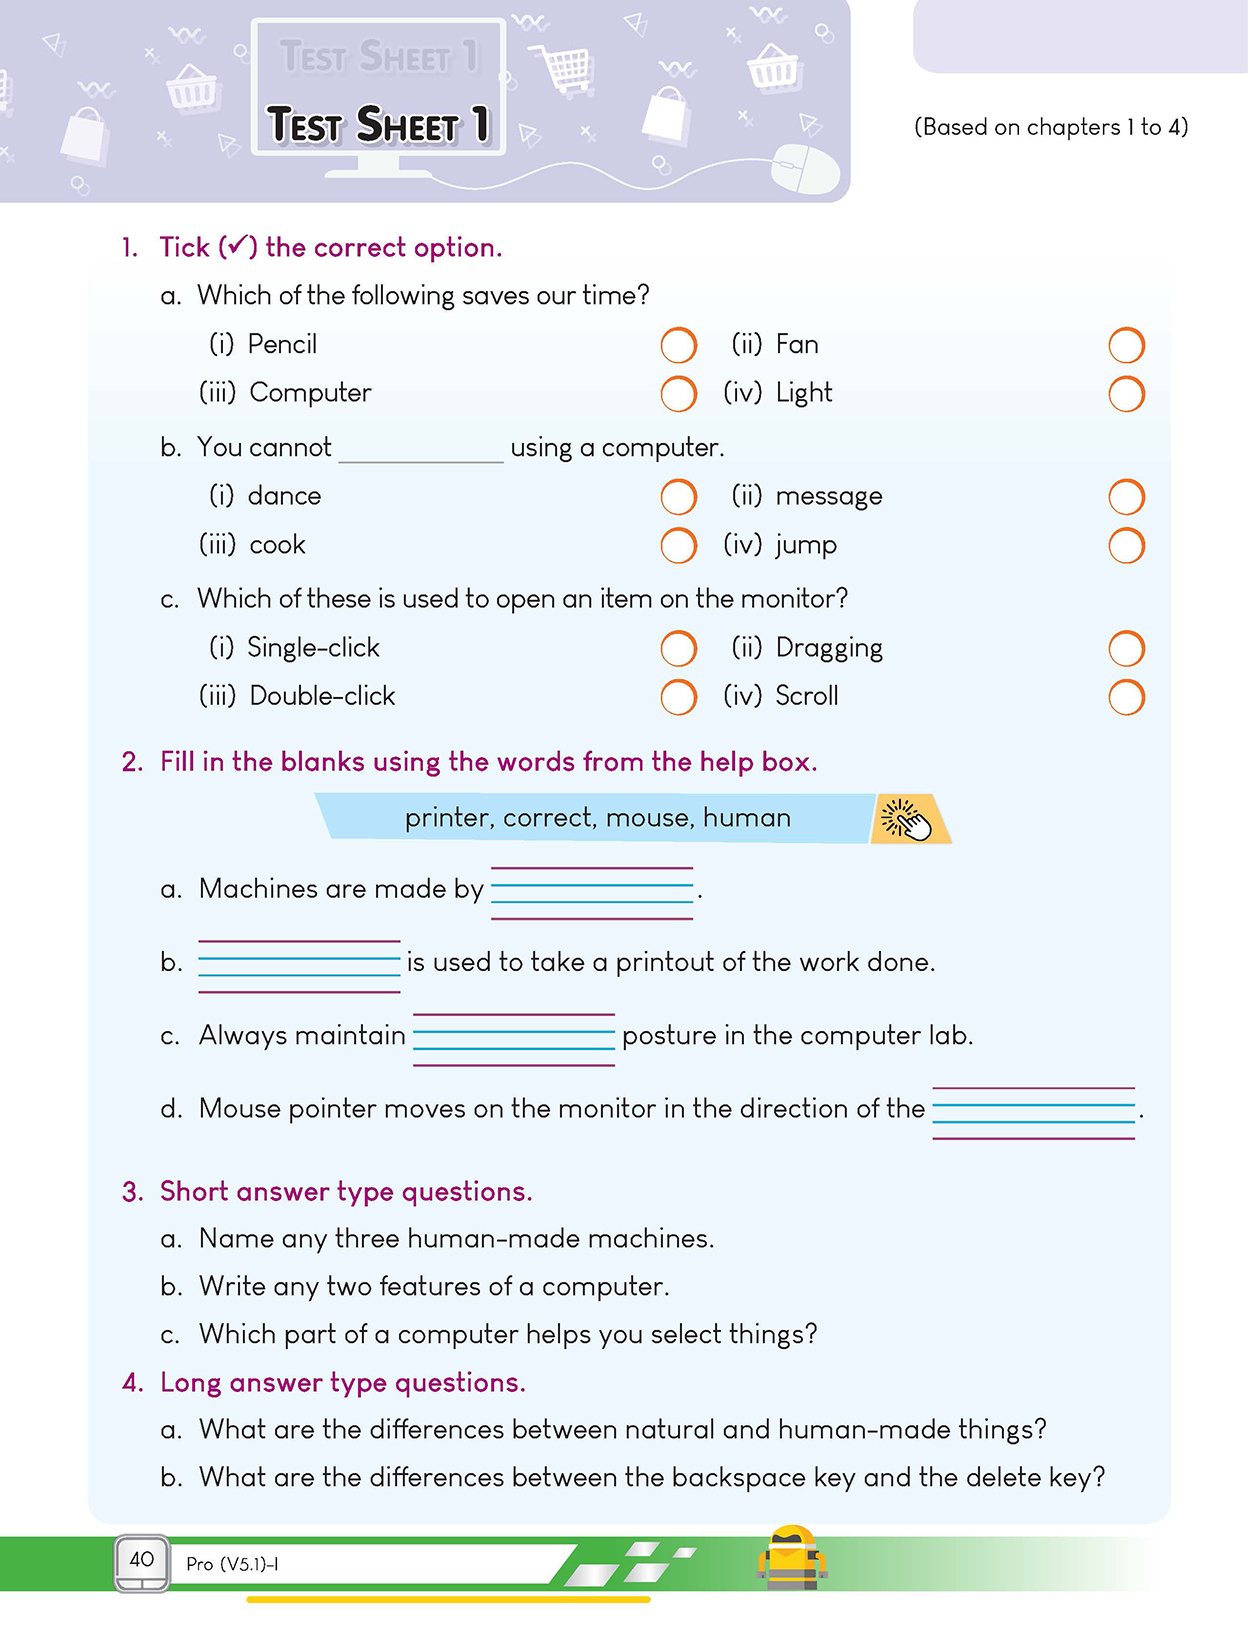 TEST SHEET 1
TEST SHEET 1
(Based on chapters 1 to 4)
1. Tick (✓) the correct option.
a. Which of the following saves our time?
(i) Pencil (ii) Fan
(iii) Computer (iv) Light
b. You cannot ____________ using a computer.
(i) dance (ii) message
(iii) cook (iv) jump
c. Which of these is used to open an item on the monitor?
(i) Single-click (ii) Dragging
(iii) Double-click (iv) Scroll
2. Fill in the blanks using the words from the help box.
printer, correct, mouse, human
a. Machines are made by ____________ .
b. ____________ is used to take a printout of the work done.
c. Always maintain ____________ posture in the computer lab.
d. Mouse pointer moves on the monitor in the direction of the ____________ .
3. Short answer type questions.
a. Name any three human-made machines.
b. Write any two features of a computer.
c. Which part of a computer helps you select things?
4. Long answer type questions.
a. What are the differences between natural and human-made things?
b. What are the differences between the backspace key and the delete key?
40 Pro (V5.1)-I